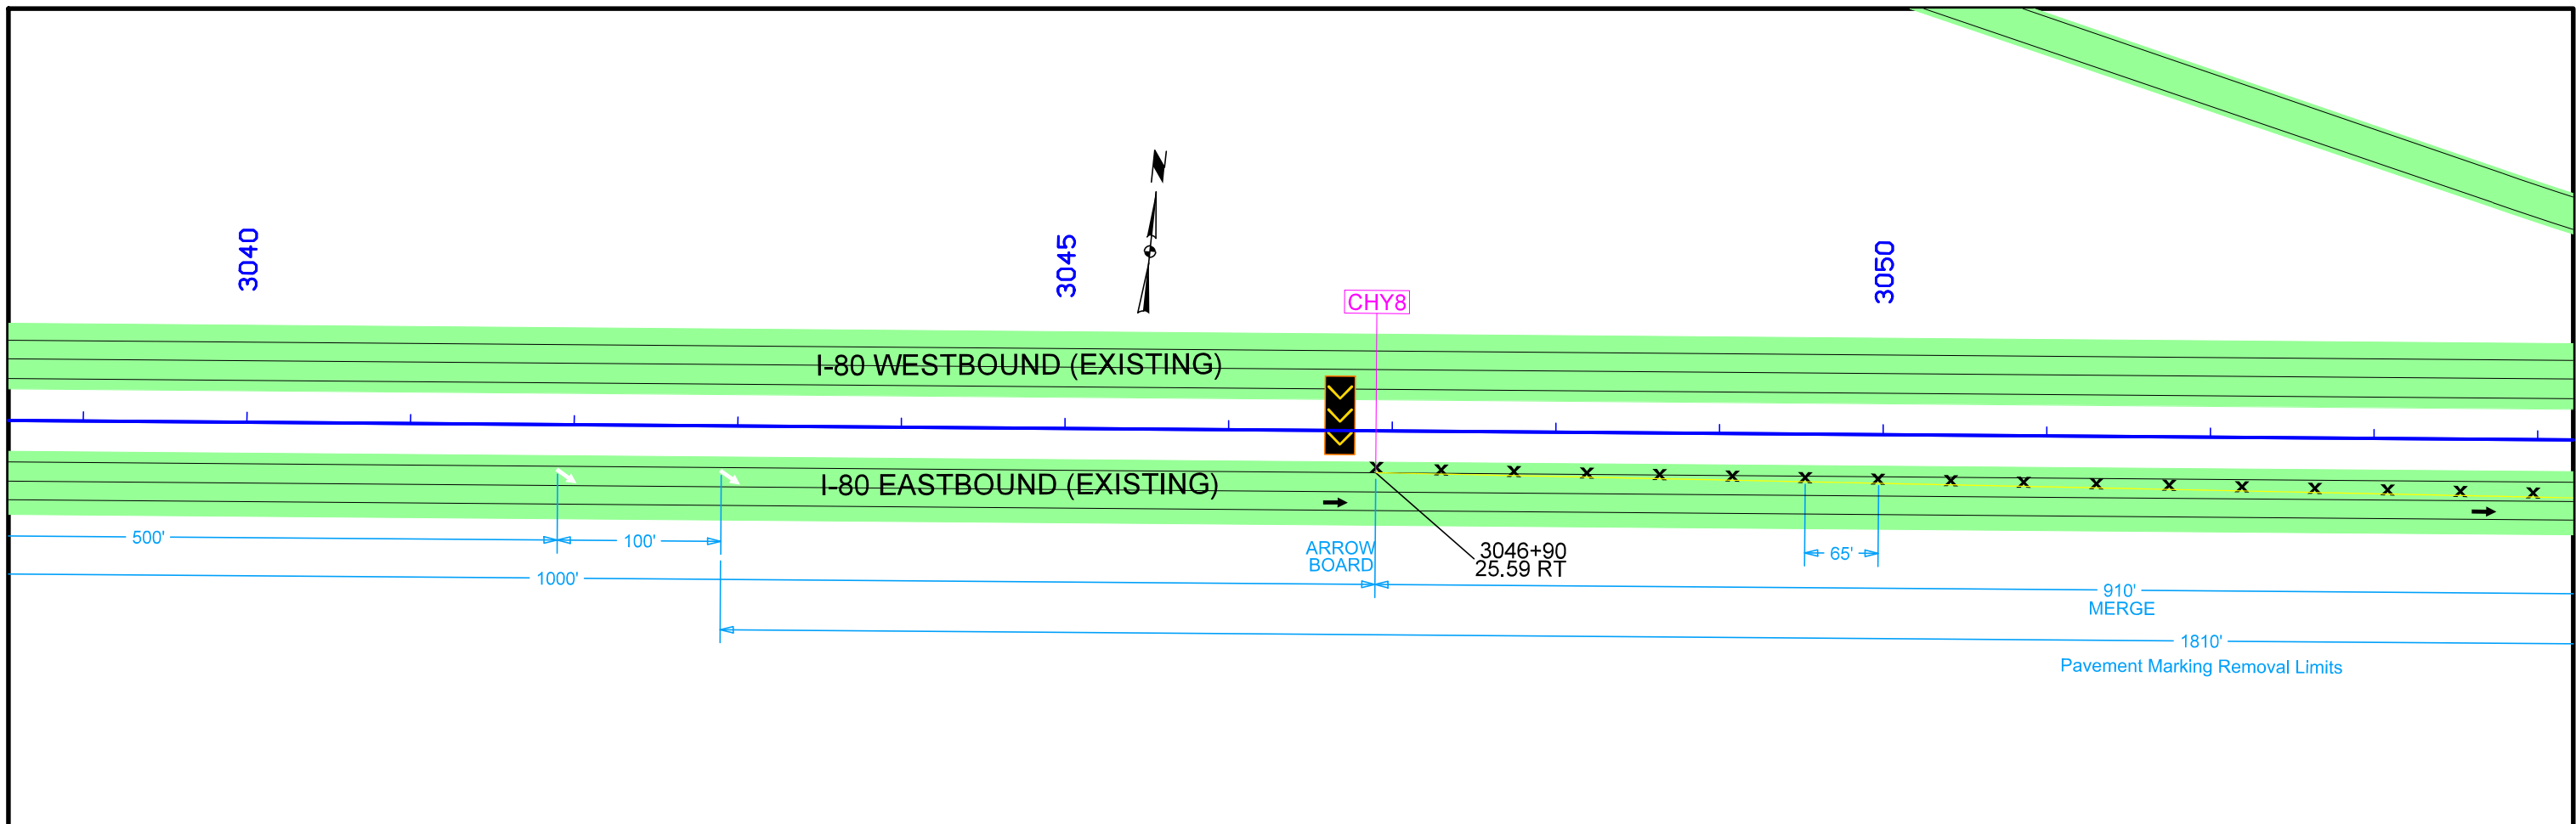 N
3040
3045
3050
CHY8
I-80 WESTBOUND (EXISTING)
I-80 EASTBOUND (EXISTING)
500'
100'
1000'
ARROW
BOARD
3046+90
25.59 RT
65'
910'
MERGE
1810'
Pavement Marking Removal Limits